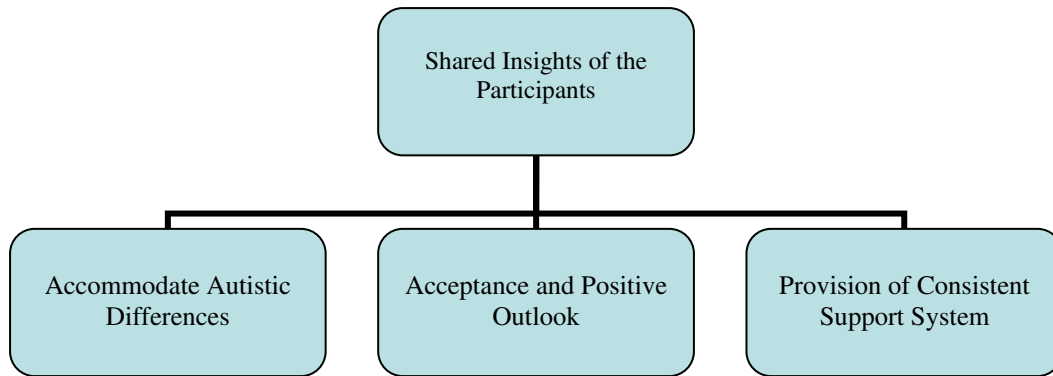 Shared Insights of the
Participants
Accommodate Autistic
Differences
Acceptance and Positive
Outlook
Provision of Consistent
Support System